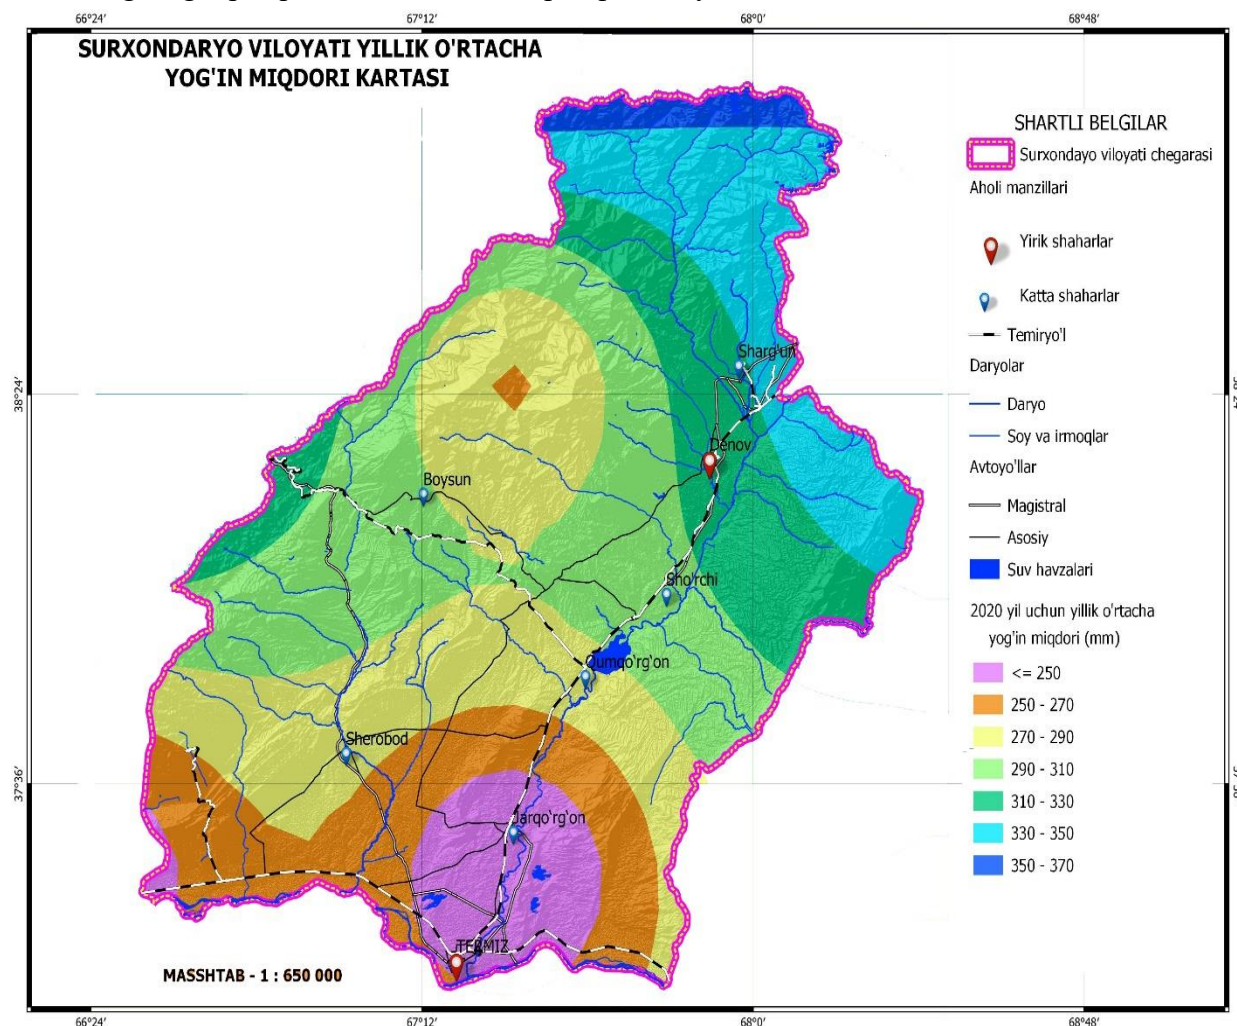 66°24′ 67°12′ 68°0′ 68°48′
SURXONDARYO VILOYATI YILLIK O'RTACHA
YOG'IN MIQDORI KARTASI
SHARTLI BELGILAR
Surxondayo viloyati chegarasi
Aholi manzillari
Yirik shaharlar
Katta shaharlar
Temiryo'l
Daryolar
Daryo
Soy va irmoqlar
Avtoyo'llar
Magistral
Asosiy
Suv havzalari
2020 yil uchun yillik o'rtacha
yog'in miqdori (mm)
<= 250
250 - 270
270 - 290
290 - 310
310 - 330
330 - 350
350 - 370
38°24′
Sharg'un
Denov
Boysun
Sho'rchi
Qumqo'rg'on
Sherobod
37°36′
Jarqo'rg'on
TERMIZ
MASSHTAB - 1 : 650 000
66°24′ 67°12′ 68°0′ 68°48′